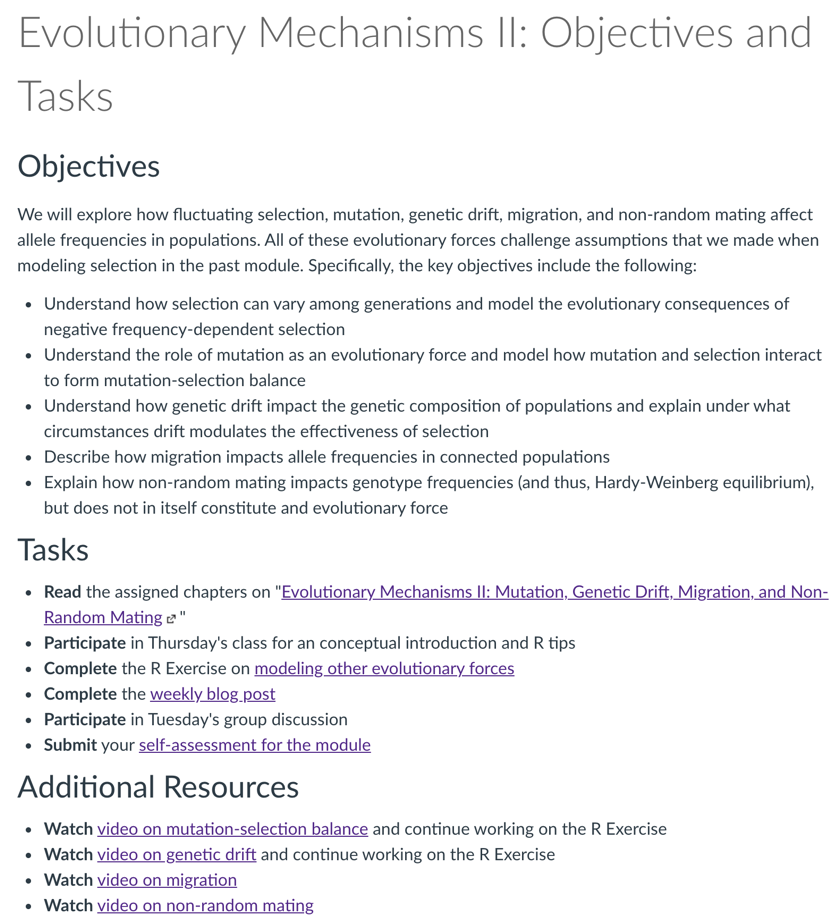 Evolutionary Mechanisms II: Objectives and
Tasks
Objectives
We will explore how fluctuating selection, mutation, genetic drift, migration, and non-random mating affect
allele frequencies in populations. All of these evolutionary forces challenge assumptions that we made when
modeling selection in the past module. Specifically, the key objectives include the following:
• Understand how selection can vary among generations and model the evolutionary consequences of
negative frequency-dependent selection
• Understand the role of mutation as an evolutionary force and model how mutation and selection interact
to form mutation-selection balance
• Understand how genetic drift impact the genetic composition of populations and explain under what
circumstances drift modulates the effectiveness of selection
• Describe how migration impacts allele frequencies in connected populations
• Explain how non-random mating impacts genotype frequencies (and thus, Hardy-Weinberg equilibrium),
but does not in itself constitute and evolutionary force
Tasks
• Read the assigned chapters on "Evolutionary Mechanisms II: Mutation, Genetic Drift, Migration, and Non-
Random Mating "
• Participate in Thursday's class for an conceptual introduction and R tips
• Complete the R Exercise on modeling other evolutionary forces
• Complete the weekly blog post
• Participate in Tuesday's group discussion
• Submit your self-assessment for the module
Additional Resources
• Watch video on mutation-selection balance and continue working on the R Exercise
• Watch video on genetic drift and continue working on the R Exercise
• Watch video on migration
• Watch video on non-random mating